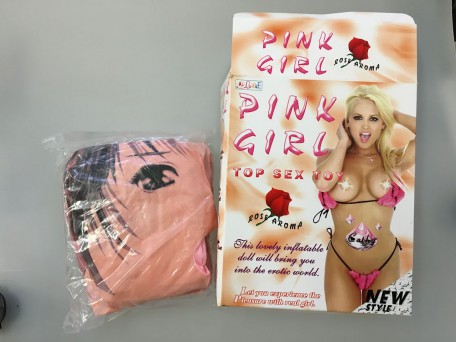 PINK
GIRL
ROSE AROMA
PINK
GIRL
TOP SEX TOY
ROSE AROMA
This lovely inflatable
doll will bring you
into the erotic world.
Let you experience the
Pleasure with real girl.
NEW
STYLE